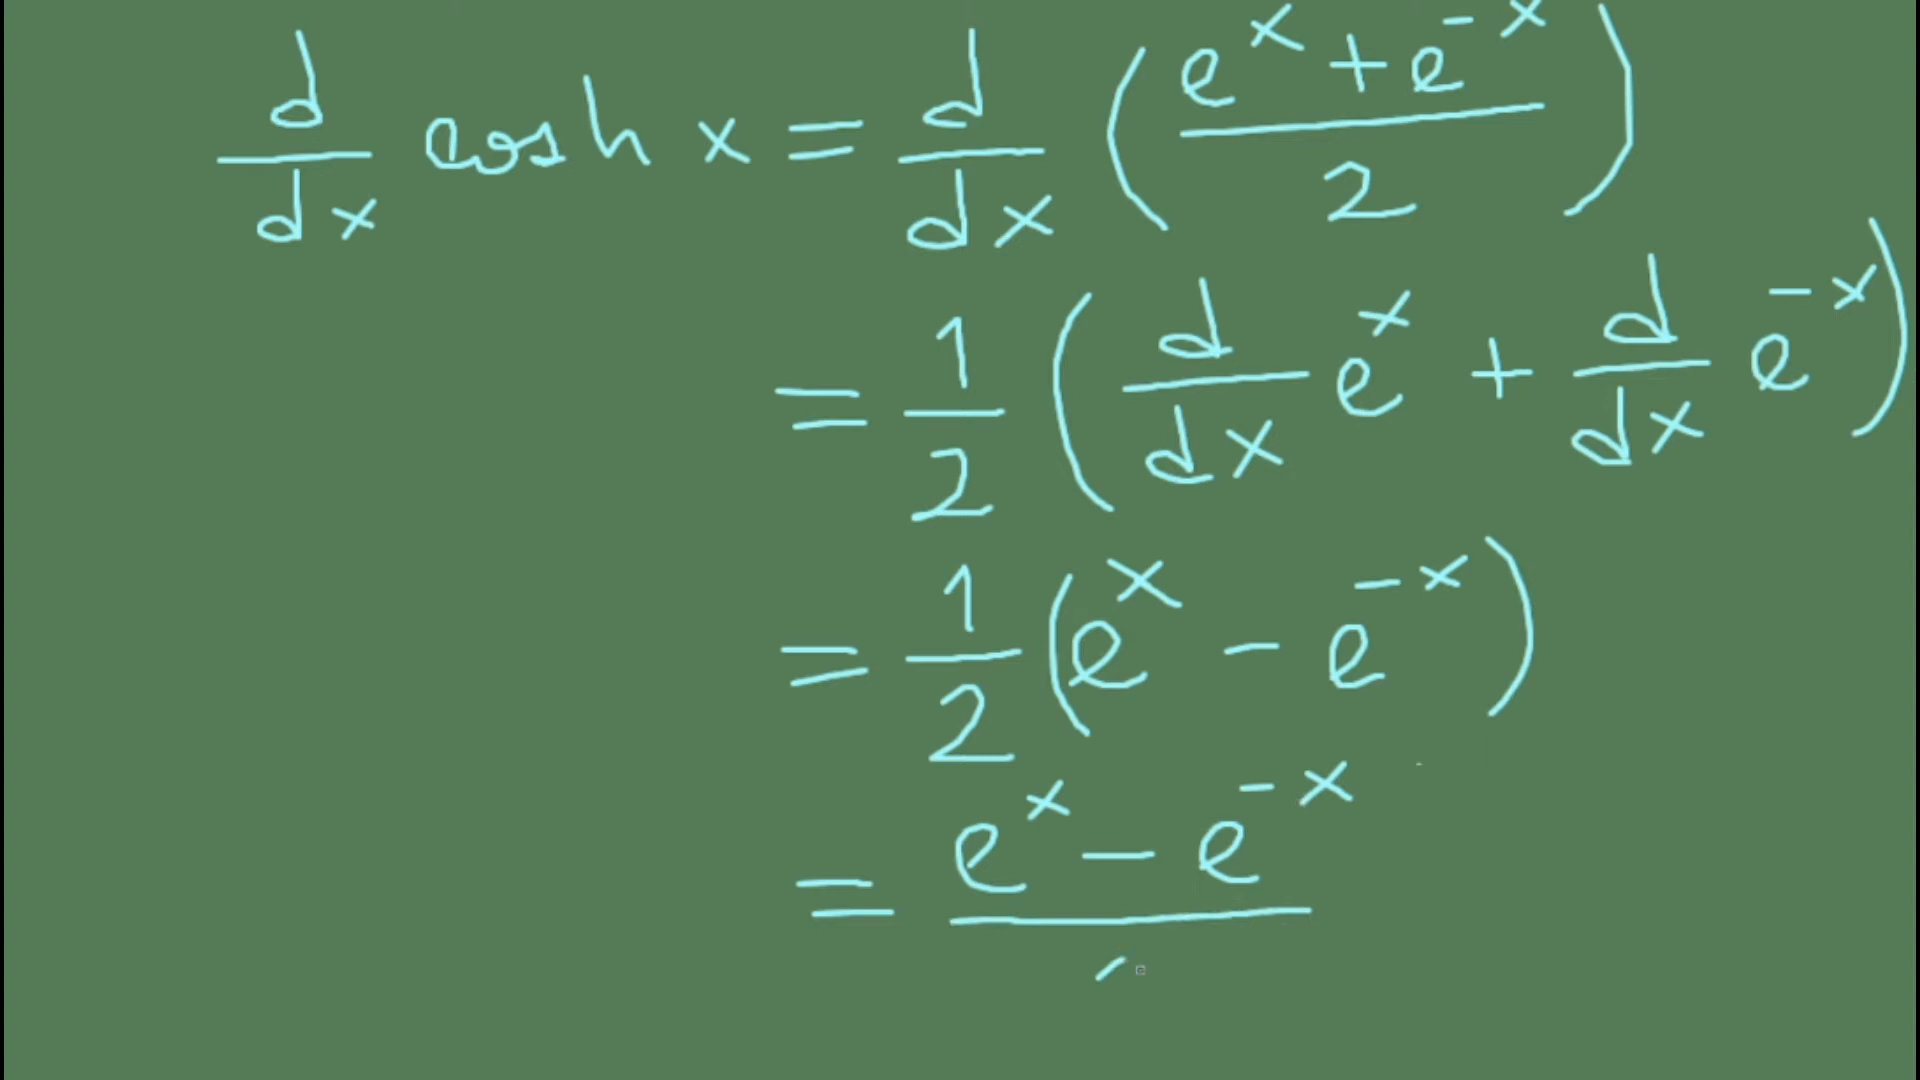 d/dx cosh x = d/dx ((e^x + e^-x)/2)
= 1/2 (d/dx e^x + d/dx e^-x)
= 1/2 (e^x - e^-x)
= (e^x - e^-x)/